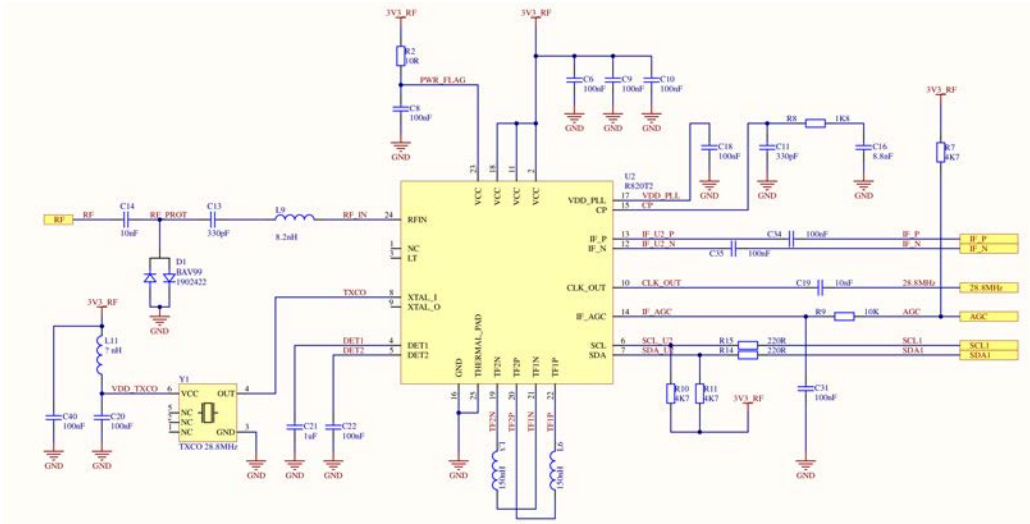 3V3_RF
3V3_RF
R2
10R
PWR_FLAG
C8
100nF
GND
C6
100nF
GND
C9
100nF
GND
C10
100nF
GND
3V3_RF
R7
4K7
C18
100nF
GND
C11
330pF
GND
R8
1K8
C16
8.8nF
GND
U2
R820T2
23
VCC
18
VCC
11
VCC
2
VCC
VDD_PLL
17
VDD_PLL
CP
15
CP
RF
RF
C14
10nF
RF_PROT
C13
330pF
L9
8.2nH
RF_IN
24
RFIN
D1
BAV99
1902422
GND
1
NC
LT
IF_P
13
IF_U2_P
C34
100nF
IF_P
IF_P
IF_N
12
IF_U2_N
C35
100nF
IF_N
IF_N
CLK_OUT
10
CLK_OUT
C19
10nF
28.8MHz
28.8MHz
TXCO
8
XTAL_I
9
XTAL_O
IF_AGC
14
IF_AGC
R9
10K
AGC
AGC
C31
100nF
GND
DET1
4
DET1
DET2
5
DET2
SCL
6
SCL_U2
R15
220R
SCL1
SCL1
SDA
7
R14
220R
SDA1
SDA1
R10
4K7
R11
4K7
3V3_RF
3V3_RF
L11
? nH
VDD_TXCO
C40
100nF
GND
C20
100nF
GND
Y1
6
VCC
OUT
4
NC
NC
NC
GND
3
TXCO 28.8MHz
GND
C21
1uF
GND
C22
100nF
GND
GND
16
THERMAL_PAD
25
TF2N
19
TF2N
TF2P
20
TF2P
TF1N
21
TF1N
TF1P
22
TF1P
GND
150nH
L6
150nH